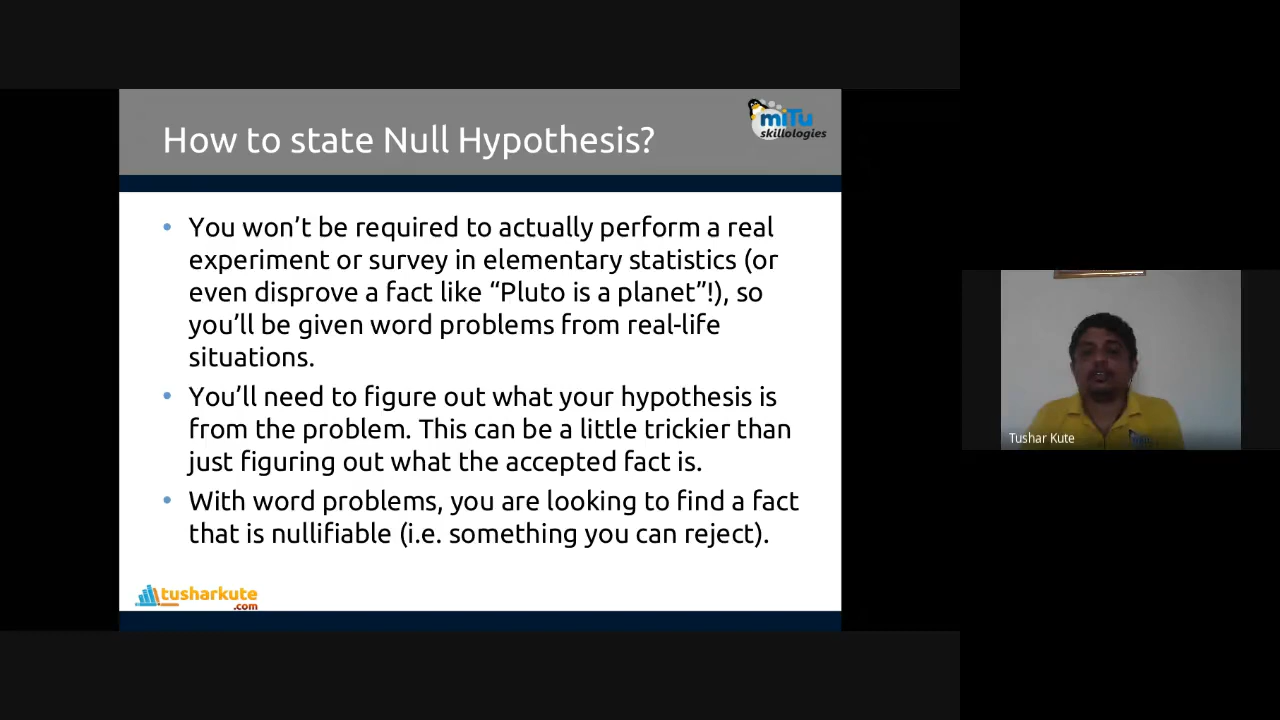 How to state Null Hypothesis?
miTu
skillologies
• You won’t be required to actually perform a real
experiment or survey in elementary statistics (or
even disprove a fact like “Pluto is a planet”!), so
you’ll be given word problems from real-life
situations.
• You’ll need to figure out what your hypothesis is
from the problem. This can be a little trickier than
just figuring out what the accepted fact is.
• With word problems, you are looking to find a fact
that is nullifiable (i.e. something you can reject).
tusharkute
.com
Tushar Kute